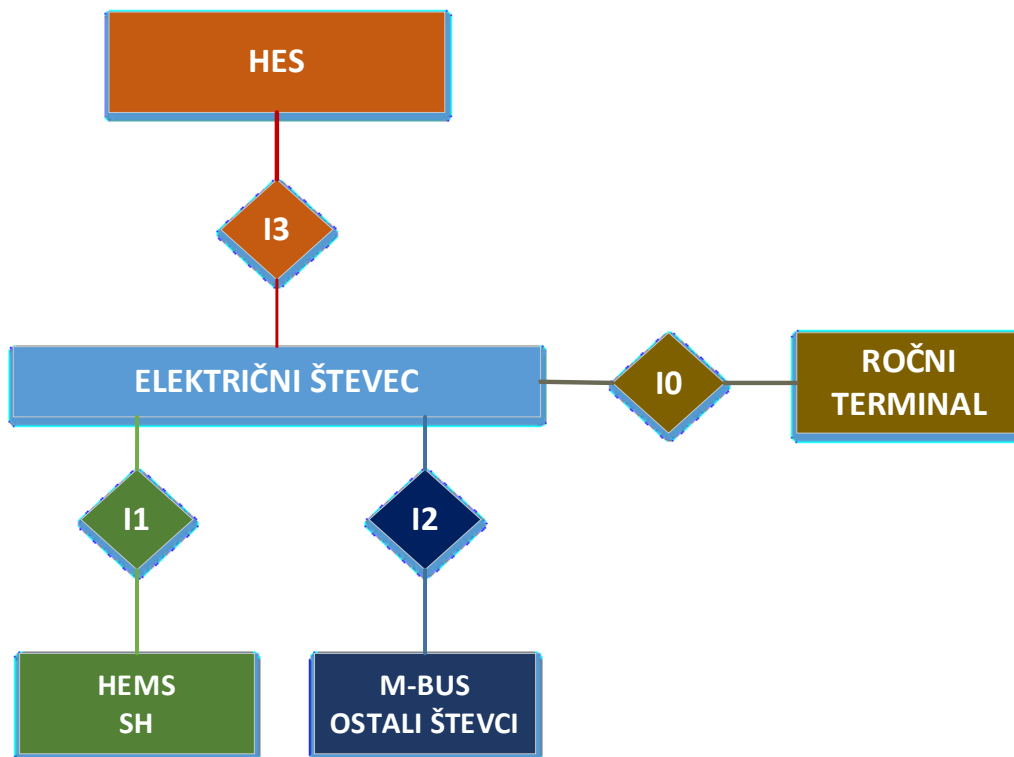 HES
I3
ELEKTRIČNI ŠTEVEC
I0
ROČNI
TERMINAL
I1
I2
HEMS
SH
M-BUS
OSTALI ŠTEVCI